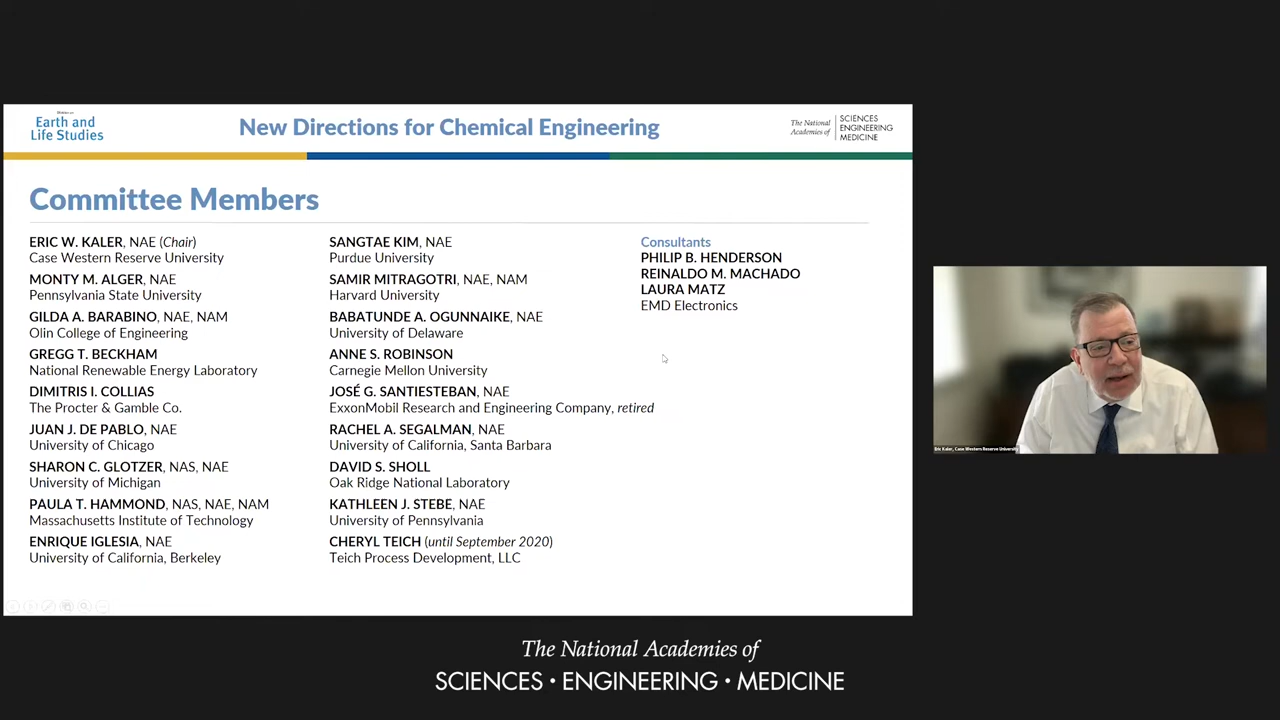 Division on
Earth and
Life Studies
New Directions for Chemical Engineering
The National
Academies of
SCIENCES
ENGINEERING
MEDICINE
Committee Members
ERIC W. KALER, NAE (Chair)
Case Western Reserve University
MONTY M. ALGER, NAE
Pennsylvania State University
GILDA A. BARABINO, NAE, NAM
Olin College of Engineering
GREGG T. BECKHAM
National Renewable Energy Laboratory
DIMITRIS I. COLLIAS
The Procter & Gamble Co.
JUAN J. DE PABLO, NAE
University of Chicago
SHARON C. GLOTZER, NAS, NAE
University of Michigan
PAULA T. HAMMOND, NAS, NAE, NAM
Massachusetts Institute of Technology
ENRIQUE IGLESIA, NAE
University of California, Berkeley
SANGTAE KIM, NAE
Purdue University
SAMIR MITRAGOTRI, NAE, NAM
Harvard University
BABATUNDE A. OGUNNAIKE, NAE
University of Delaware
ANNE S. ROBINSON
Carnegie Mellon University
JOSÉ G. SANTIESTEBAN, NAE
ExxonMobil Research and Engineering Company, retired
RACHEL A. SEGALMAN, NAE
University of California, Santa Barbara
DAVID S. SHOLL
Oak Ridge National Laboratory
KATHLEEN J. STEBE, NAE
University of Pennsylvania
CHERYL TEICH (until September 2020)
Teich Process Development, LLC
Consultants
PHILIP B. HENDERSON
REINALDO M. MACHADO
LAURA MATZ
EMD Electronics
Eric Kaler, Case Western Reserve University
The National Academies of
SCIENCES • ENGINEERING • MEDICINE